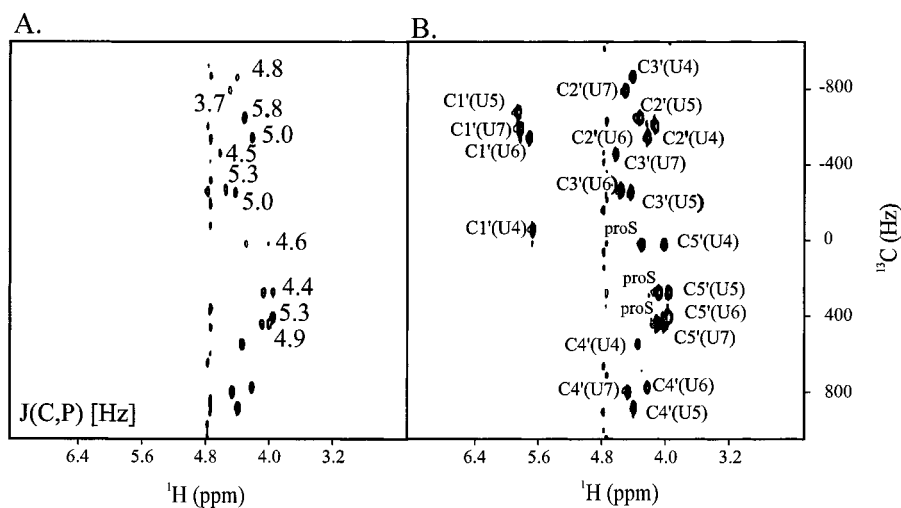 A.
4.8
3.7
5.8
5.0
4.5
5.3
5.0
4.6
4.4
5.3
4.9
J(C,P) [Hz]
6.4 4.8 4.0 3.2
¹H (ppm)
B.
C3'(U4)
C2'(U7)
C1'(U5)
C2'(U5)
C1'(U7)
C2'(U6) C2'(U4)
C1'(U6)
C3'(U7)
C3'(U6)
C3'(U5)
C1'(U4)
proS
C5'(U4)
proS
C5'(U5)
proS
C5'(U6)
C5'(U7)
C4'(U4)
C4'(U7) C4'(U6)
C4'(U5)
-800
-400
0
400
800
¹³C (Hz)
6.4 5.6 4.8 4.0 3.2
¹H (ppm)